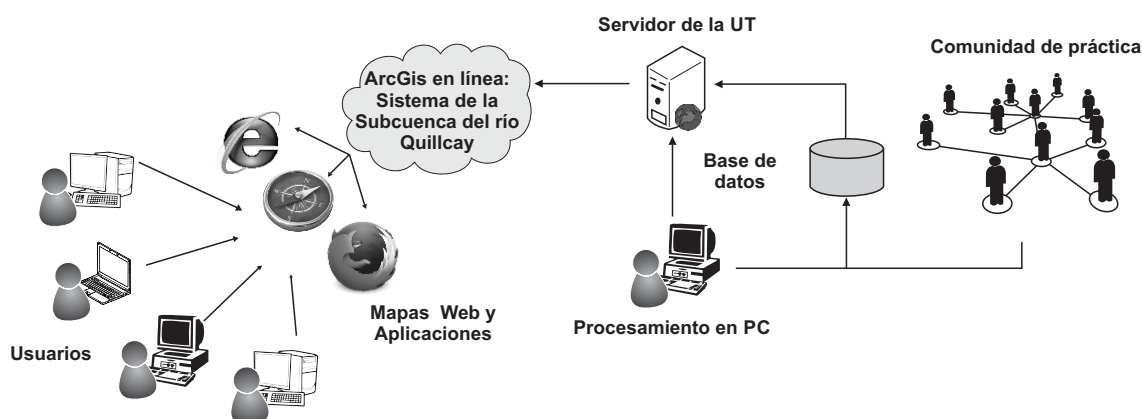 Servidor de la UT
Comunidad de práctica
ArcGis en línea:
Sistema de la
Subcuenca del río
Quillcay
Base de
datos
Mapas Web y
Aplicaciones
Procesamiento en PC
Usuarios